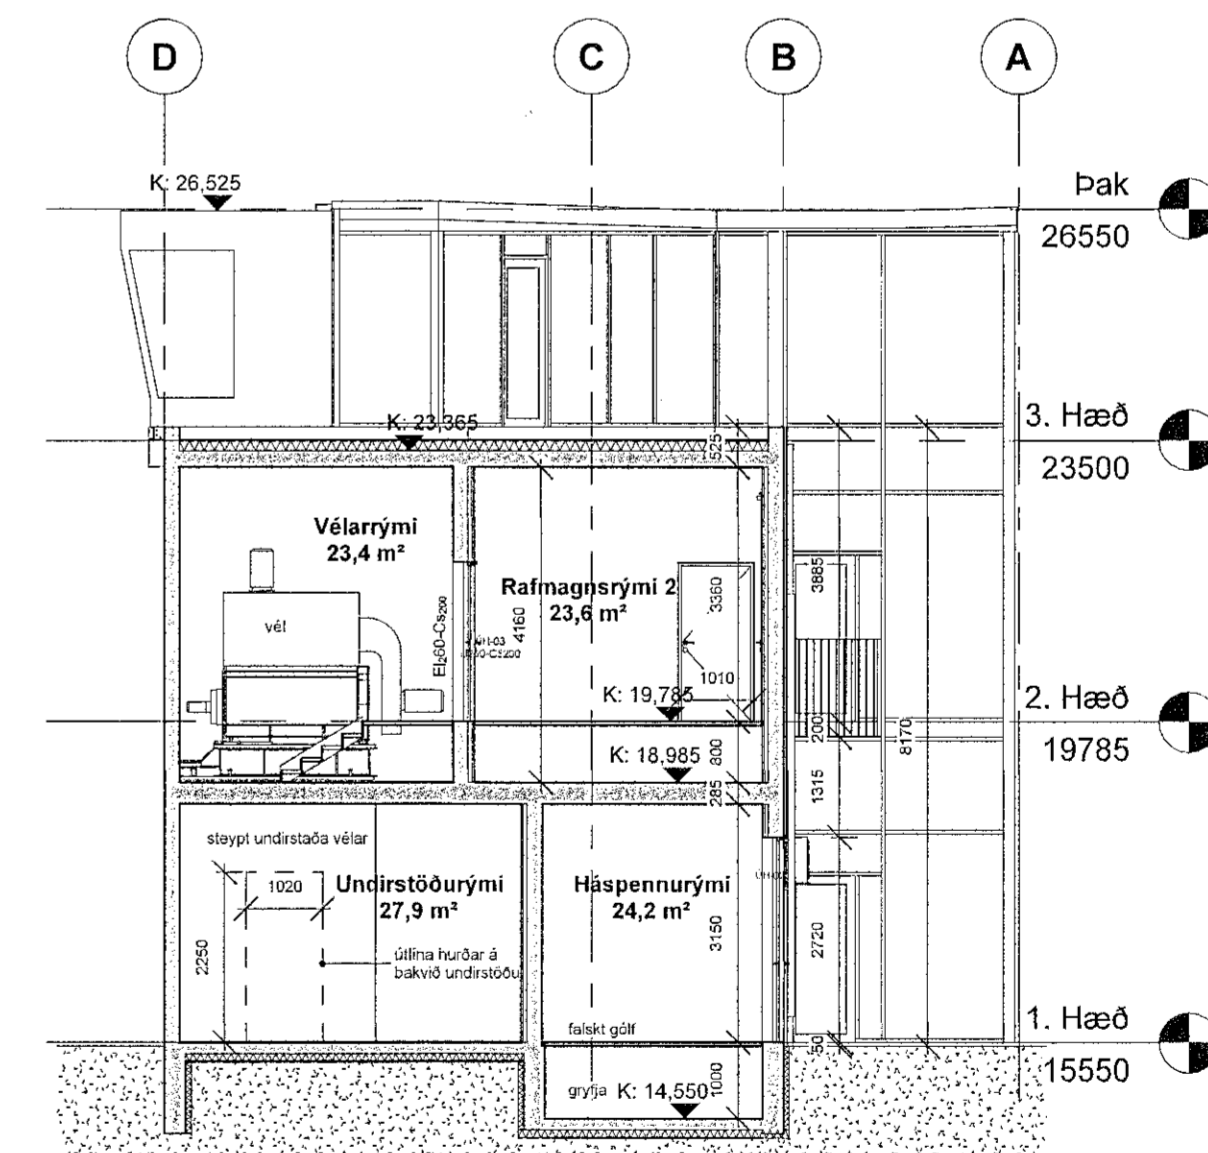 D
C
B
A
K: 26,525
Þak
26550
K: 23,365
3. Hæð
23500
525
Vélarrými
23,4 m²
Rafmagnsrými 2
23,6 m²
vél
EI₂60-Cs₂₀₀
4160
3360
3885
1010
K: 19,785
2. Hæð
19785
K: 18,985
800
200
8170
285
1315
steypt undirstaða vélar
1020
Undirstöðurými
27,9 m²
Háspennurými
24,2 m²
2250
3150
2720
útlína hurðar á
bakvið undirstöðu
falskt gólf
50
1. Hæð
15550
gryfja
K: 14,550
1000